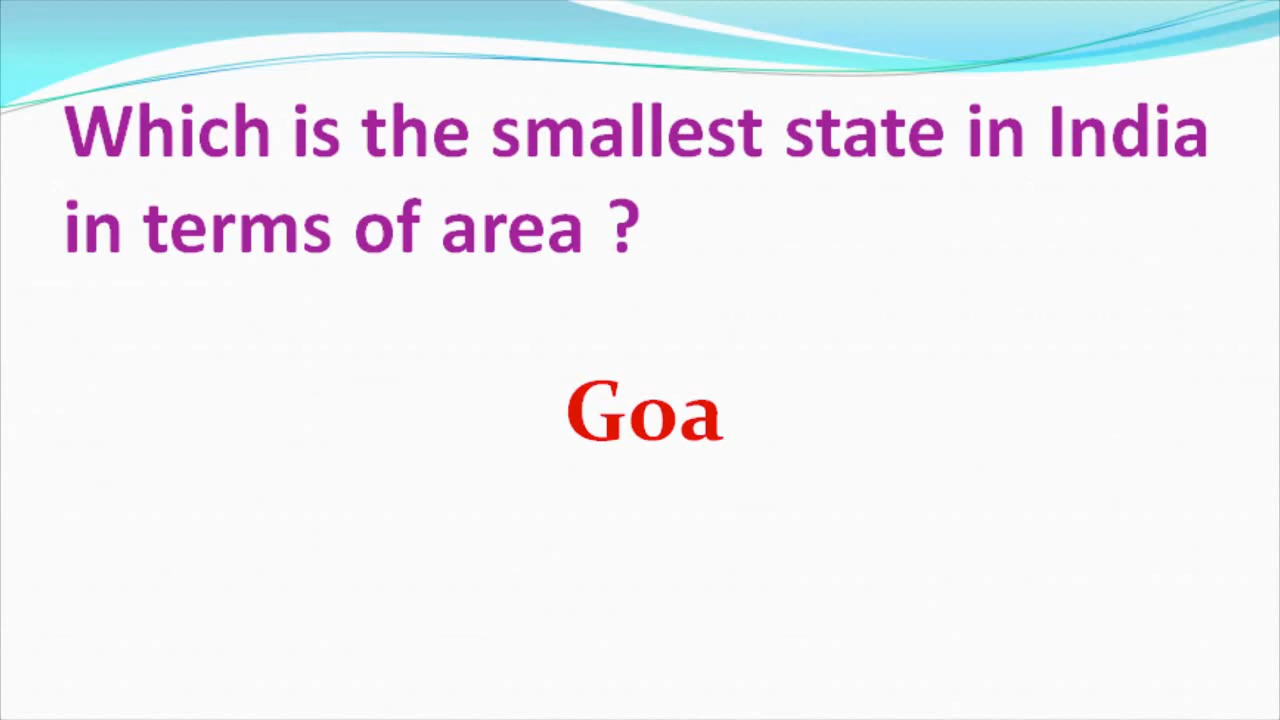 Which is the smallest state in India
in terms of area ?
Goa